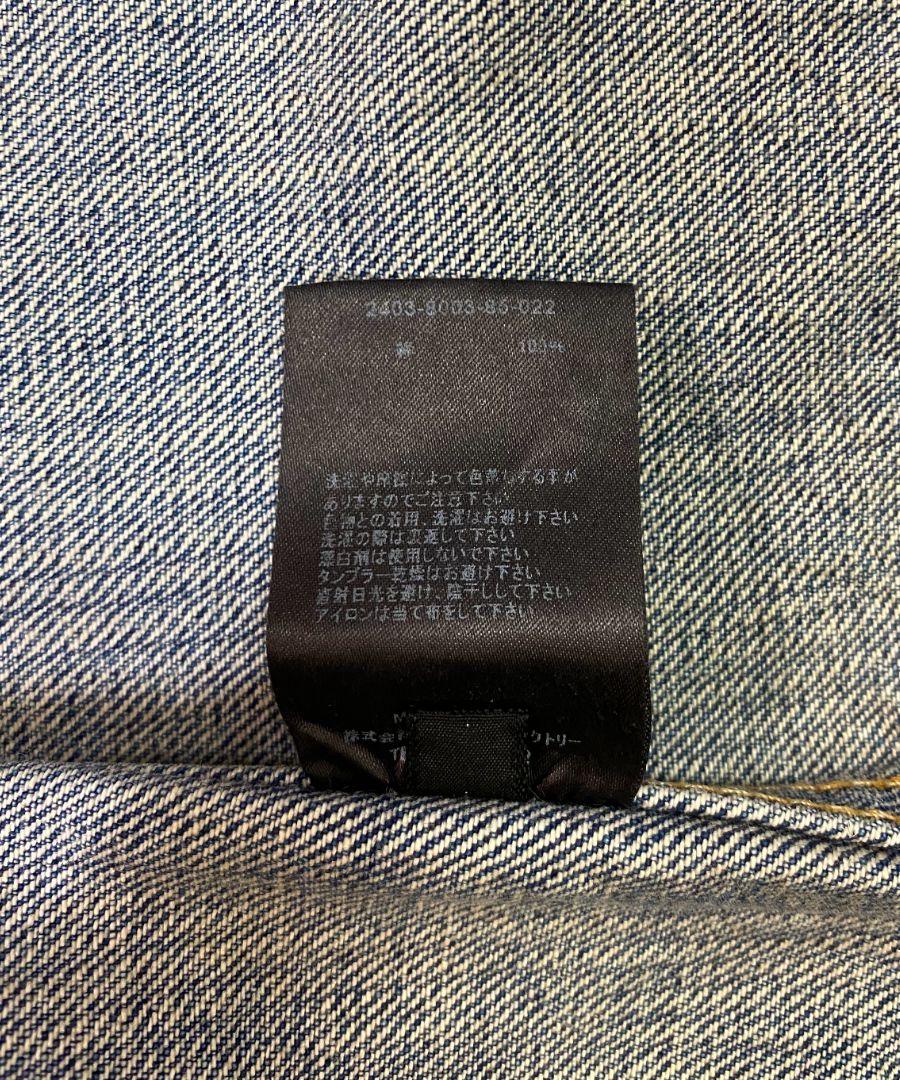 2403-8003-85-022
綿 100%
洗濯や摩擦によって色落ちする事が
ありますのでご注意下さい
白物との着用、洗濯はお避け下さい
洗濯の際は裏返して下さい
漂白剤は使用しないで下さい
タンブラー乾燥はお避け下さい
直射日光を避け、陰干しして下さい
アイロンは当て布をして下さい
株式会社 クトリー